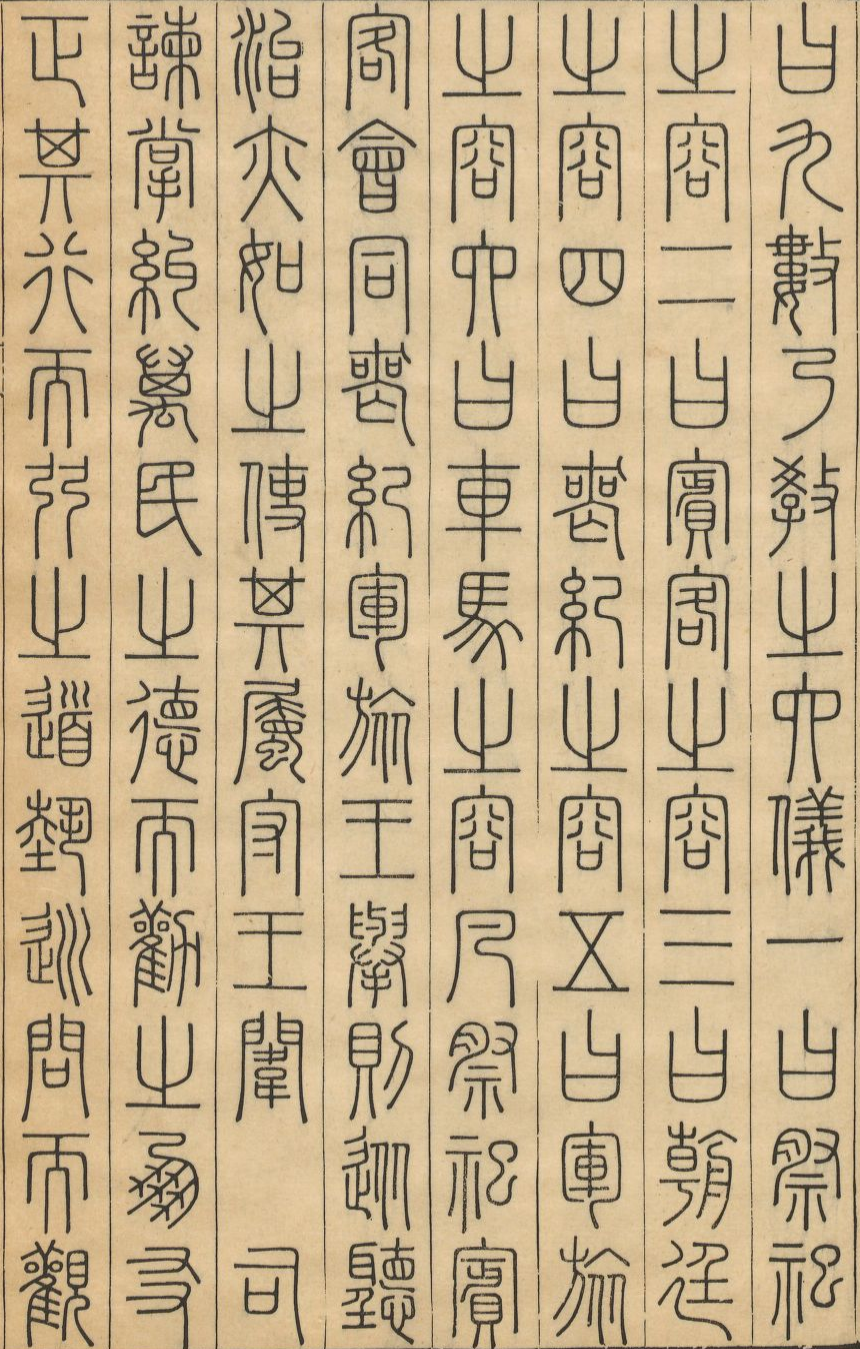 曰九數乃教之六儀一曰祭祀
之容二曰賓客之容三曰朝廷
之容四曰喪紀之容五曰軍旅
之容六曰車馬之容凡祭祀賓
客會同喪紀軍旅王舉則從聽
治亦如之使其屬守王闈　司
諫掌糾萬民之德而勸之朋友
正其行而強之道藝巡問而觀